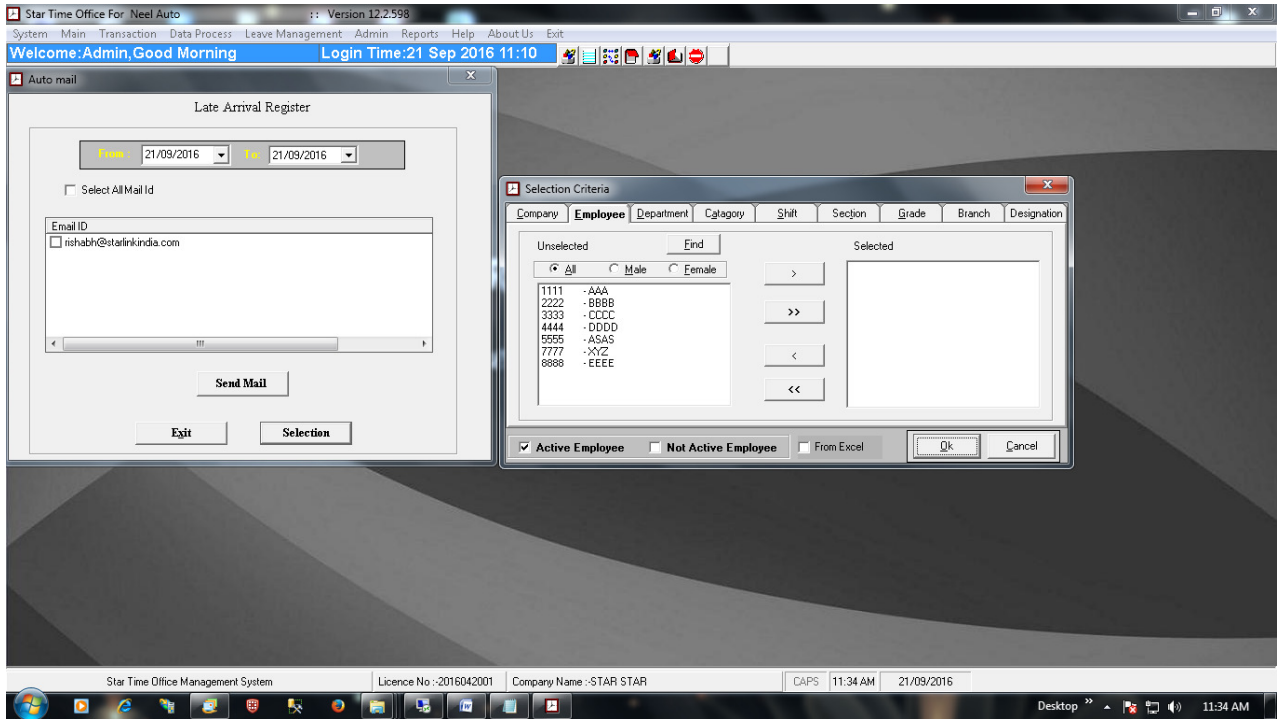 Star Time Office For Neel Auto :: Version 12.2.598
System Main Transaction Data Process Leave Management Admin Reports Help About Us Exit
Welcome:Admin,Good Morning Login Time:21 Sep 2016 11:10
Auto mail
Late Arrival Register
From : 21/09/2016 To: 21/09/2016
Select All Mail Id
Email ID
rishabh@starlinkindia.com
Send Mail
Exit Selection
Selection Criteria
Company Employee Department Catagory Shift Section Grade Branch Designation
Unselected Find Selected
All Male Female
1111 - AAA
2222 - BBBB
3333 - CCCC
4444 - DDDD
5555 - ASAS
7777 - XYZ
8888 - EEEE
>
>>
<
<<
Active Employee Not Active Employee From Excel Ok Cancel
Star Time Office Management System Licence No :-2016042001 Company Name :-STAR STAR CAPS 11:34 AM 21/09/2016
Desktop » 11:34 AM